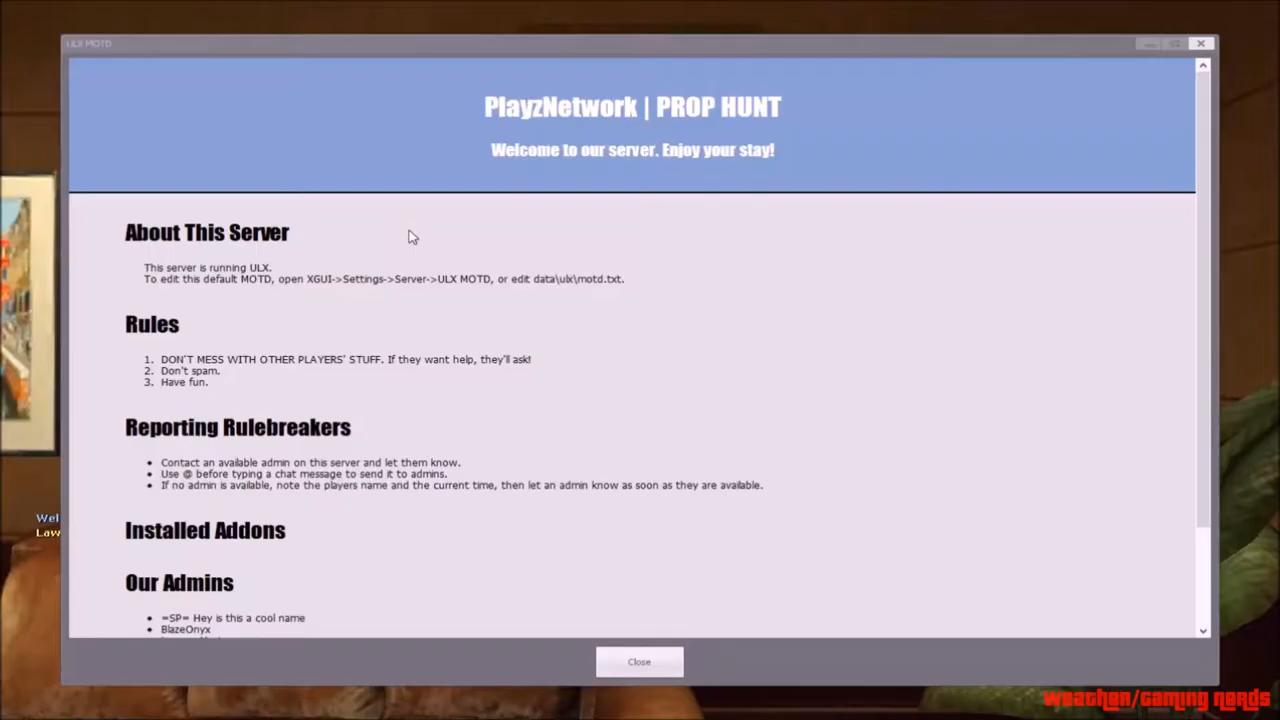 ULX MOTD
PlayzNetwork | PROP HUNT
Welcome to our server. Enjoy your stay!
About This Server
This server is running ULX.
To edit this default MOTD, open XGUI->Settings->Server->ULX MOTD, or edit data\ulx\motd.txt.
Rules
1. DON'T MESS WITH OTHER PLAYERS' STUFF. If they want help, they'll ask!
2. Don't spam.
3. Have fun.
Reporting Rulebreakers
• Contact an available admin on this server and let them know.
• Use @ before typing a chat message to send it to admins.
• If no admin is available, note the players name and the current time, then let an admin know as soon as they are available.
Wel
Installed Addons
Law
Our Admins
• =SP= Hey is this a cool name
• BlazeOnyx
Close
weather/gaming nerds